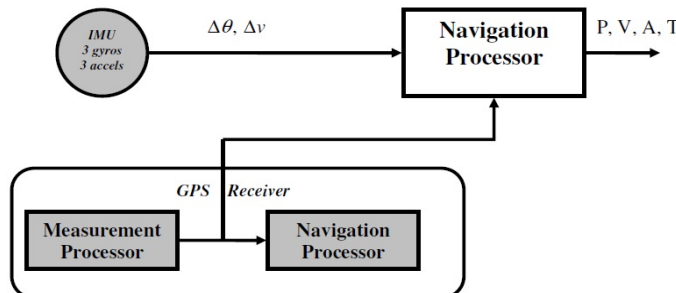 IMU
3 gyros
3 accels
Δθ, Δv
Navigation
Processor
P, V, A, T
GPS Receiver
Measurement
Processor
Navigation
Processor